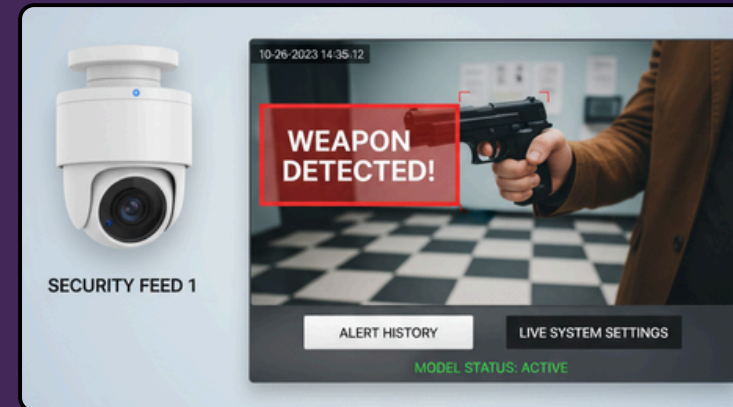 10-26-2023 14:35:12
WEAPON
DETECTED!
SECURITY FEED 1
ALERT HISTORY
LIVE SYSTEM SETTINGS
MODEL STATUS: ACTIVE